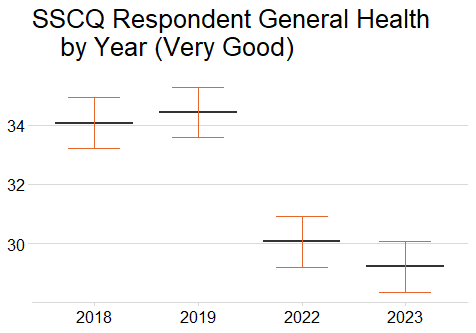 SSCQ Respondent General Health
by Year (Very Good)
34
32
30
2018 2019 2022 2023